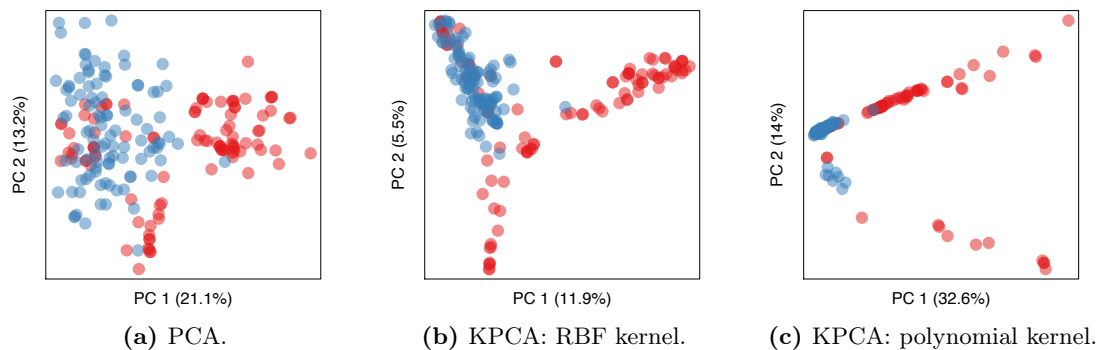 PC 2 (13.2%)
PC 1 (21.1%)
(a) PCA.
PC 2 (5.5%)
PC 1 (11.9%)
(b) KPCA: RBF kernel.
PC 2 (14%)
PC 1 (32.6%)
(c) KPCA: polynomial kernel.